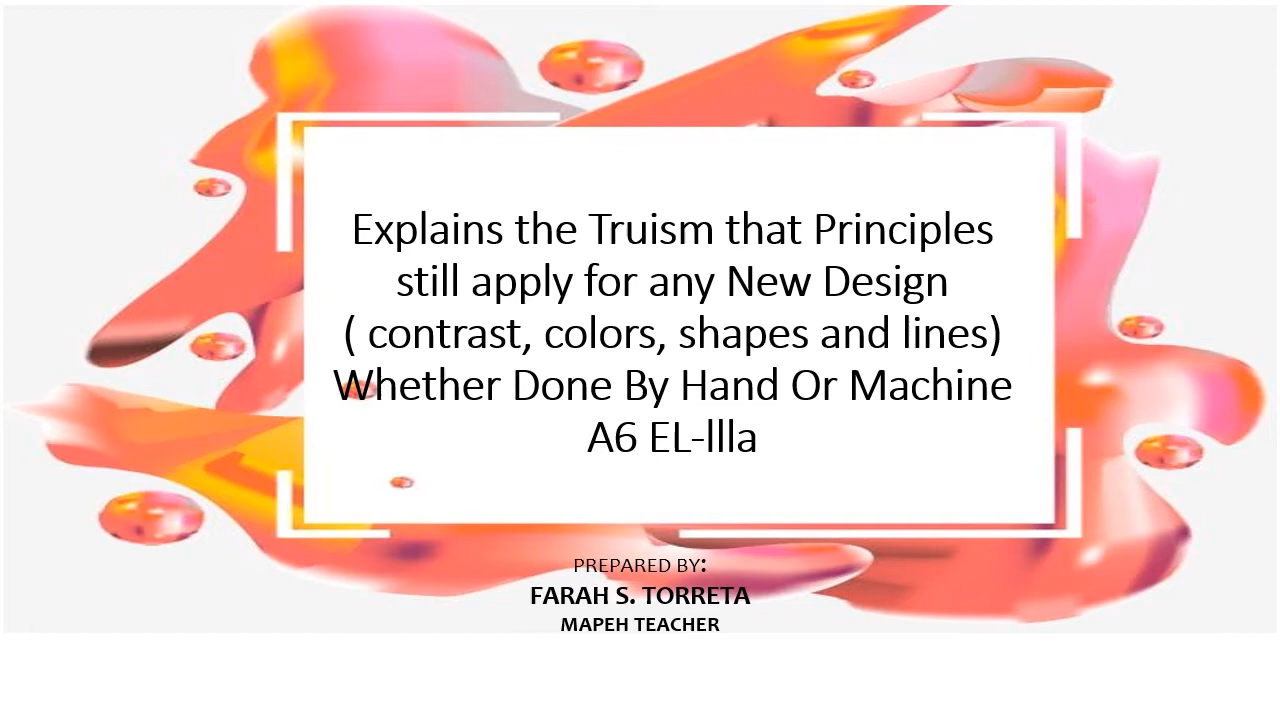 Explains the Truism that Principles
still apply for any New Design
( contrast, colors, shapes and lines)
Whether Done By Hand Or Machine
A6 EL-llla
PREPARED BY:
FARAH S. TORRETA
MAPEH TEACHER